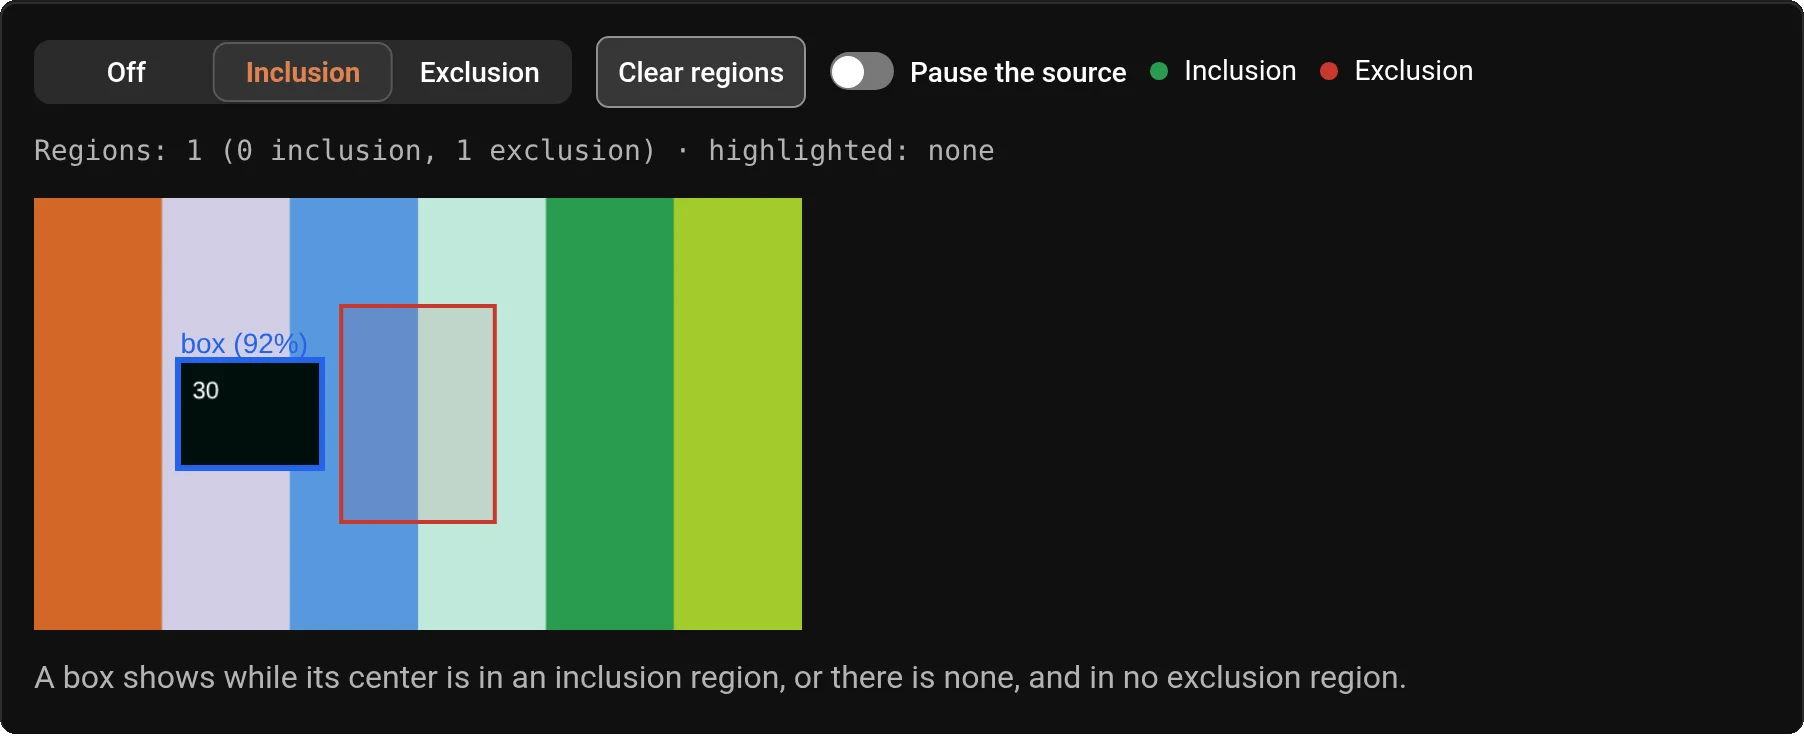 Off Inclusion Exclusion Clear regions Pause the source Inclusion Exclusion
Regions: 1 (0 inclusion, 1 exclusion) · highlighted: none
box (92%)
30
A box shows while its center is in an inclusion region, or there is none, and in no exclusion region.